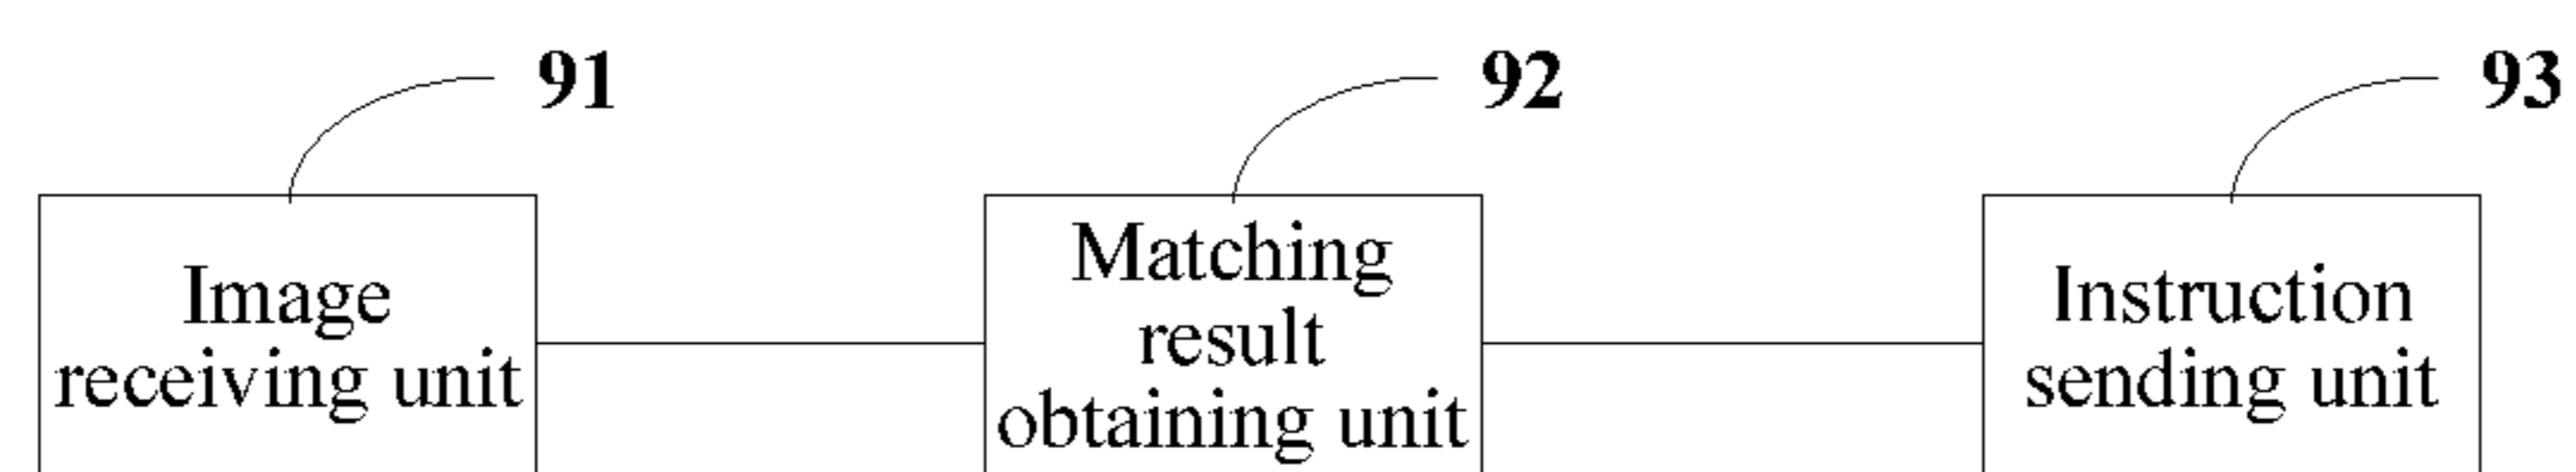 91
92
93
Image
receiving unit
Matching
result
obtaining unit
Instruction
sending unit